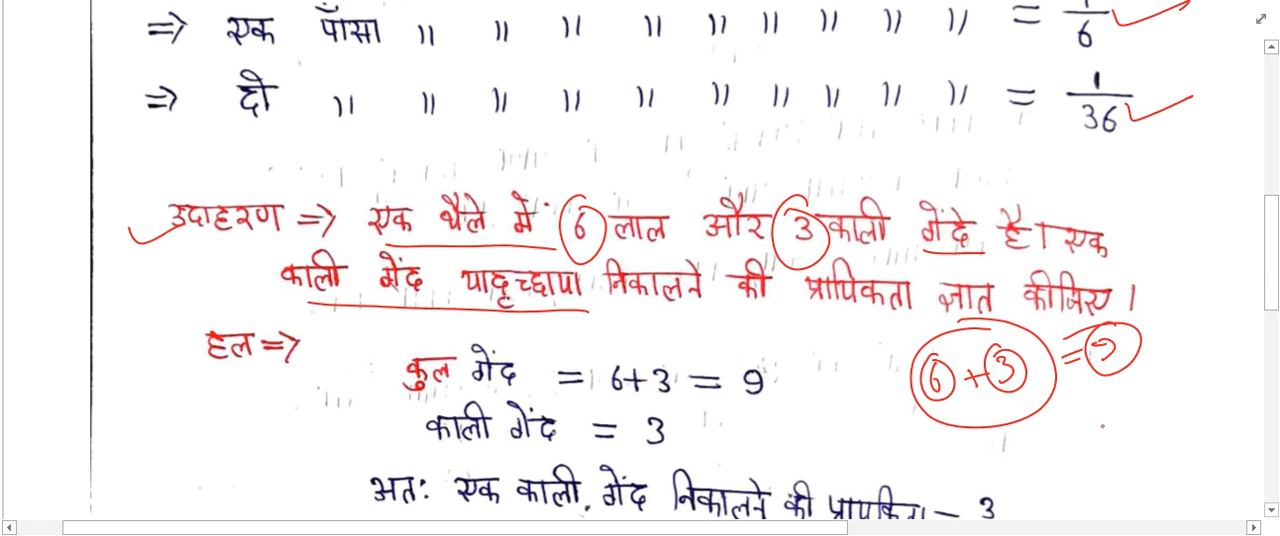 ⇒ एक पाँसा 〃 〃 〃 〃 〃 〃 〃 〃 〃 = 1/6
⇒ दो 〃 〃 〃 〃 〃 〃 〃 〃 〃 〃 = 1/36
उदाहरण ⇒ एक थैले में 6 लाल और 3 काली गेंदे है। एक
काली गेंद यादृच्छाया निकालने की प्रायिकता ज्ञात कीजिए।
हल ⇒
6+3 = 9
कुल गेंद = 6+3 = 9
काली गेंद = 3
अतः एक काली गेंद निकालने की